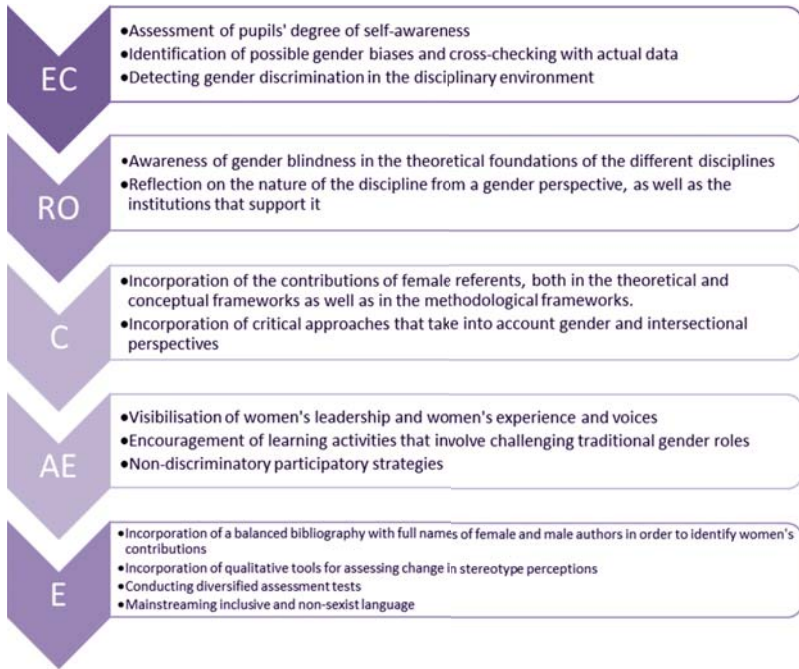 EC
•Assessment of pupils' degree of self-awareness
•Identification of possible gender biases and cross-checking with actual data
•Detecting gender discrimination in the disciplinary environment
RO
•Awareness of gender blindness in the theoretical foundations of the different disciplines
•Reflection on the nature of the discipline from a gender perspective, as well as the
institutions that support it
C
•Incorporation of the contributions of female referents, both in the theoretical and
conceptual frameworks as well as in the methodological frameworks.
•Incorporation of critical approaches that take into account gender and intersectional
perspectives
AE
•Visibilisation of women's leadership and women's experience and voices
•Encouragement of learning activities that involve challenging traditional gender roles
•Non-discriminatory participatory strategies
E
•Incorporation of a balanced bibliography with full names of female and male authors in order to identify women's
contributions
•Incorporation of qualitative tools for assessing change in stereotype perceptions
•Conducting diversified assessment tests
•Mainstreaming inclusive and non-sexist language